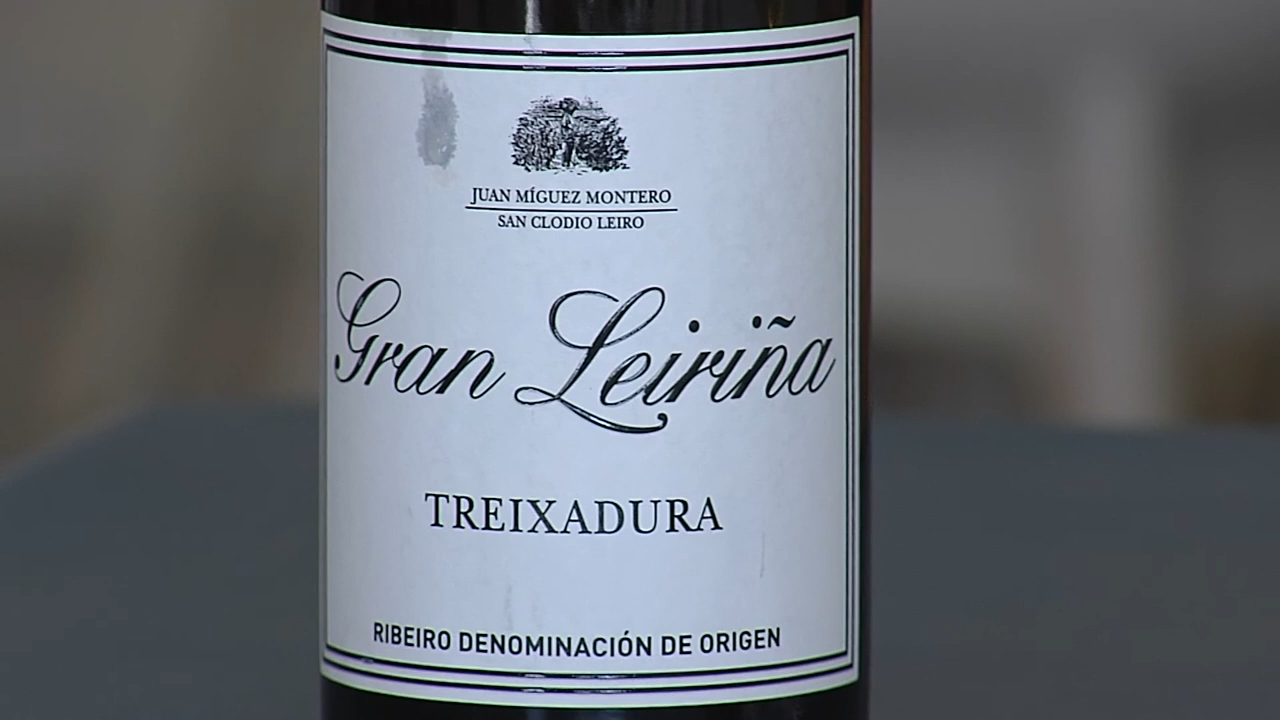 JUAN MÍGUEZ MONTERO
SAN CLODIO LEIRO
Gran Leiriña
TREIXADURA
RIBEIRO DENOMINACIÓN DE ORIGEN